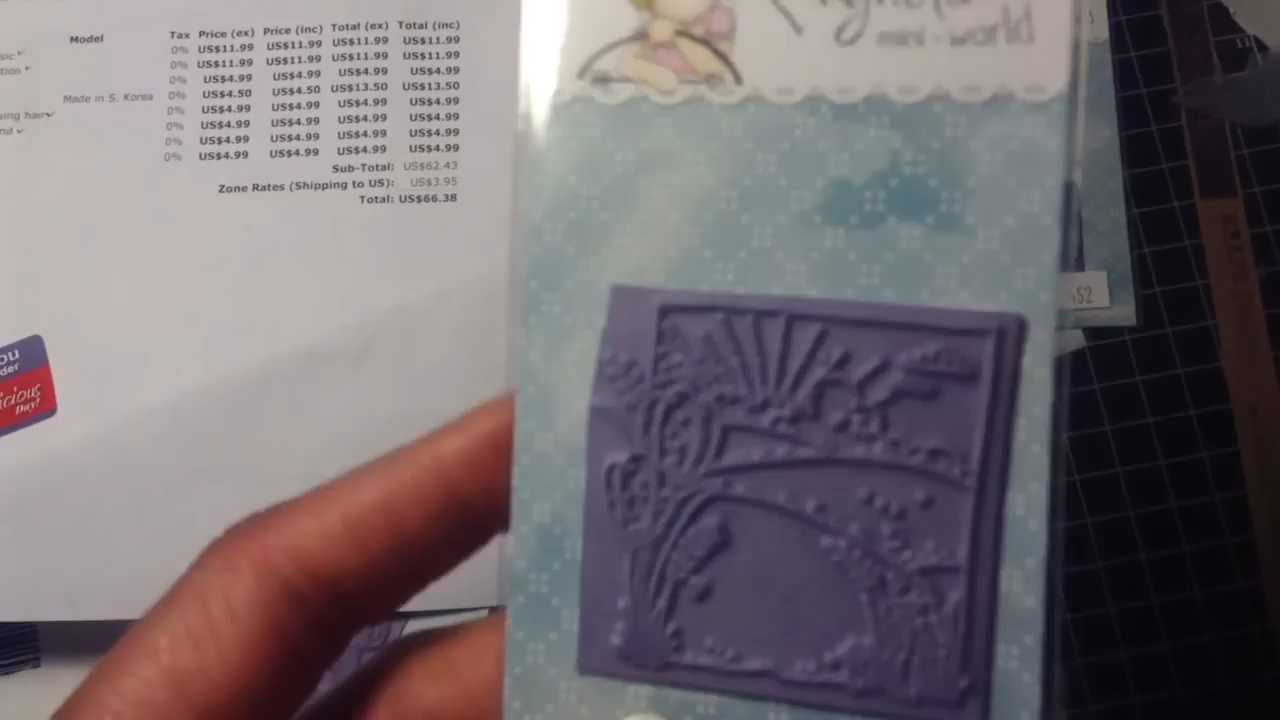 Model Tax Price (ex) Price (inc) Total (ex) Total (inc)
0% US$11.99 US$11.99 US$11.99 US$11.99
0% US$11.99 US$11.99 US$11.99 US$11.99
0% US$4.99 US$4.99 US$4.99 US$4.99
Made in S. Korea 0% US$4.50 US$4.50 US$13.50 US$13.50
0% US$4.99 US$4.99 US$4.99 US$4.99
0% US$4.99 US$4.99 US$4.99 US$4.99
0% US$4.99 US$4.99 US$4.99 US$4.99
0% US$4.99 US$4.99 US$4.99 US$4.99
Sub-Total: US$62.43
Zone Rates (Shipping to US): US$3.95
Total: US$66.38
mini-world
52
Day!